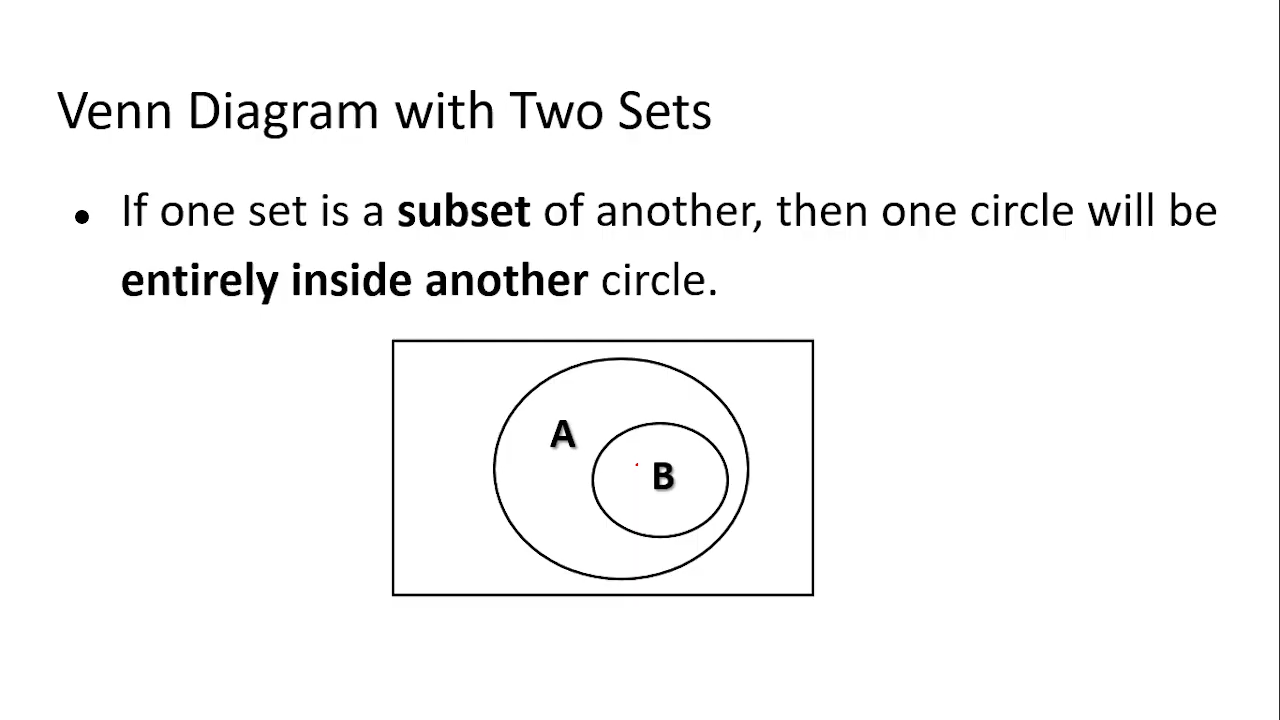 Venn Diagram with Two Sets
• If one set is a subset of another, then one circle will be
entirely inside another circle.
A
B